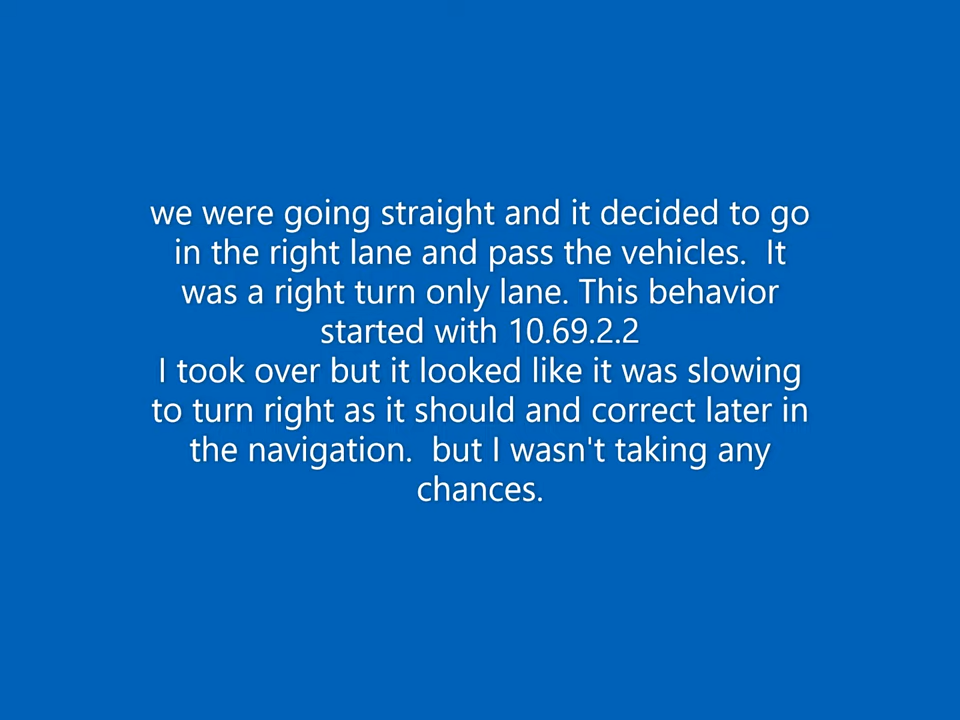 we were going straight and it decided to go
in the right lane and pass the vehicles.  It
was a right turn only lane. This behavior
started with 10.69.2.2
I took over but it looked like it was slowing
to turn right as it should and correct later in
the navigation.  but I wasn't taking any
chances.